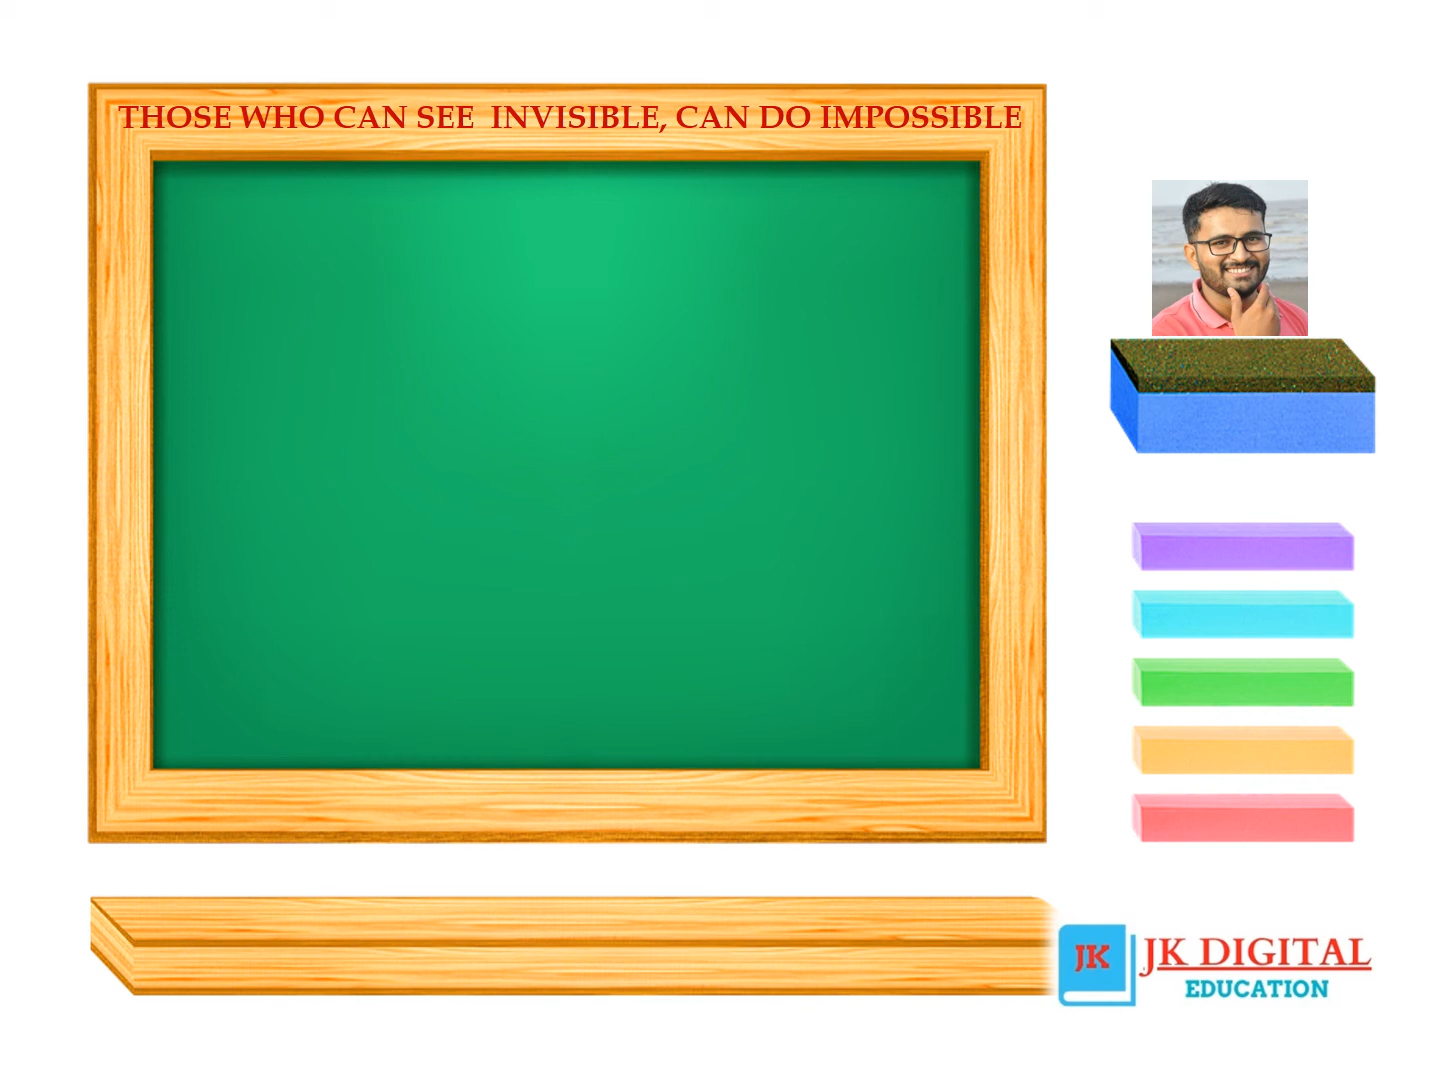 THOSE WHO CAN SEE  INVISIBLE, CAN DO IMPOSSIBLE
JK
JK DIGITAL
EDUCATION